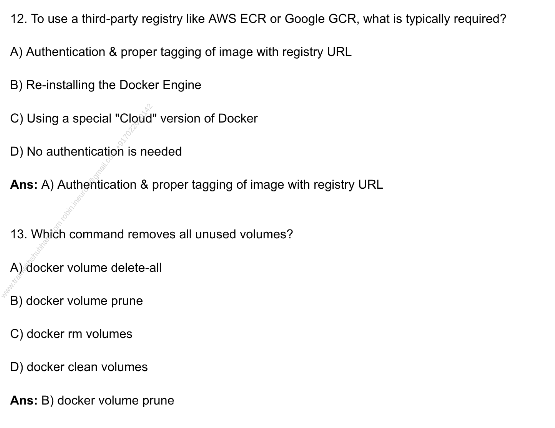 12. To use a third-party registry like AWS ECR or Google GCR, what is typically required?
A) Authentication & proper tagging of image with registry URL
B) Re-installing the Docker Engine
C) Using a special "Cloud" version of Docker
D) No authentication is needed
Ans: A) Authentication & proper tagging of image with registry URL
13. Which command removes all unused volumes?
A) docker volume delete-all
B) docker volume prune
C) docker rm volumes
D) docker clean volumes
Ans: B) docker volume prune